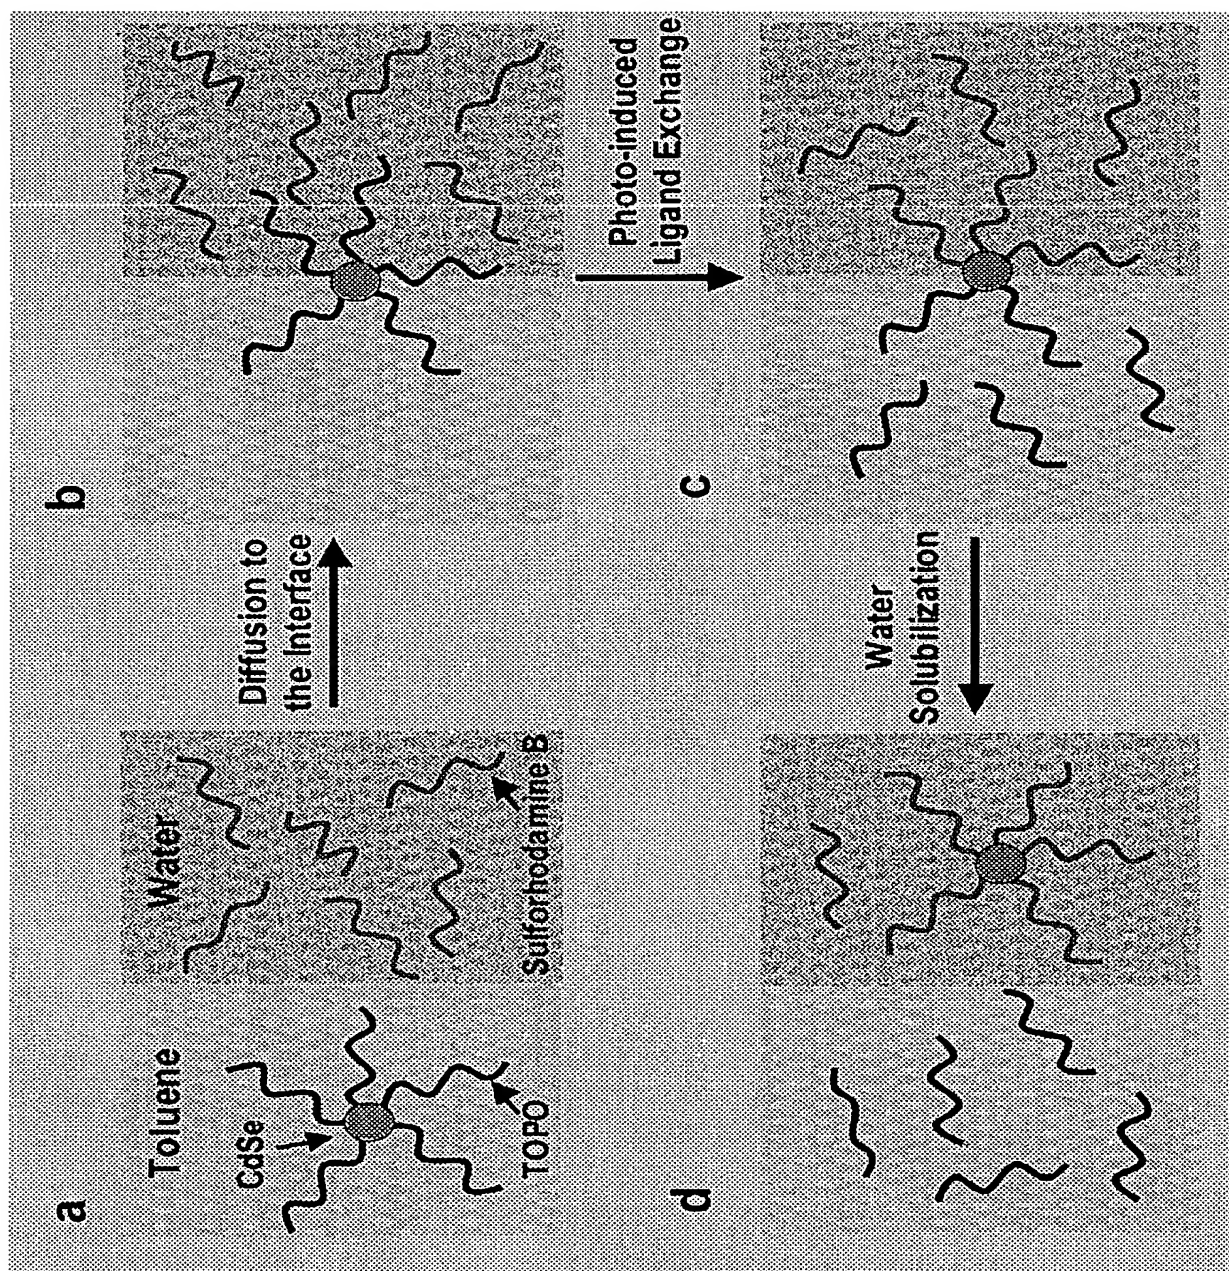 a
Toluene
Water
CdSe
TOPO
Sulforhodamine B
Diffusion to
the Interface
b
Photo-induced
Ligand Exchange
c
Water
Solubilization
d